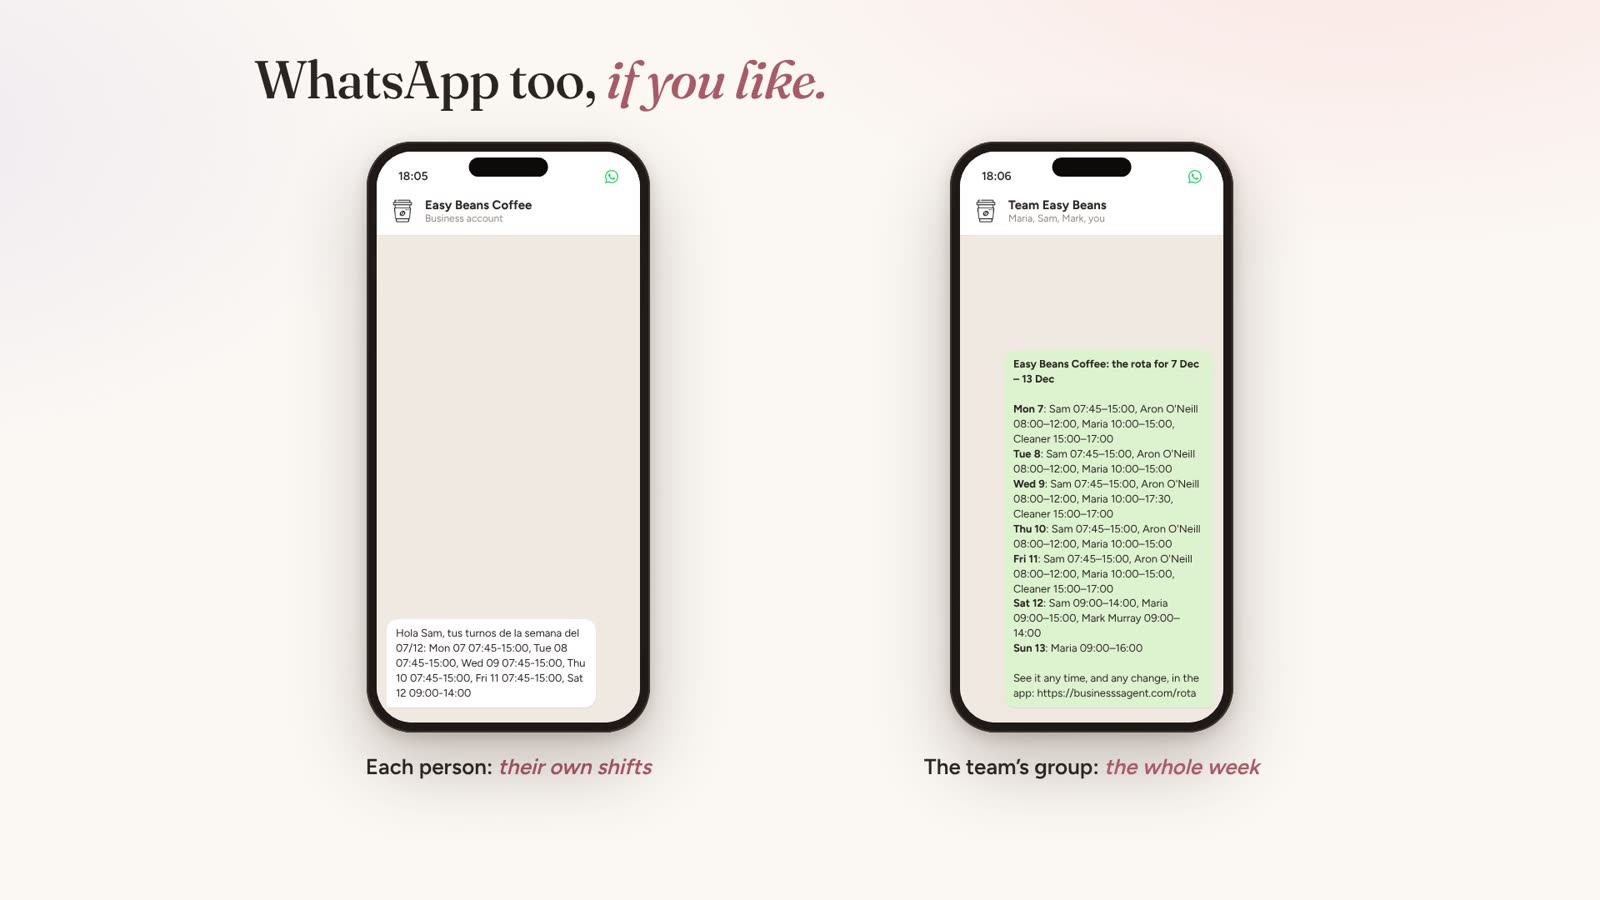 WhatsApp too, if you like.
18:05
Easy Beans Coffee
Business account
Hola Sam, tus turnos de la semana del
07/12: Mon 07 07:45-15:00, Tue 08
07:45-15:00, Wed 09 07:45-15:00, Thu
10 07:45-15:00, Fri 11 07:45-15:00, Sat
12 09:00-14:00
Each person: their own shifts
18:06
Team Easy Beans
Maria, Sam, Mark, you
Easy Beans Coffee: the rota for 7 Dec
– 13 Dec
Mon 7: Sam 07:45–15:00, Aron O'Neill
08:00–12:00, Maria 10:00–15:00,
Cleaner 15:00–17:00
Tue 8: Sam 07:45–15:00, Aron O'Neill
08:00–12:00, Maria 10:00–15:00
Wed 9: Sam 07:45–15:00, Aron O'Neill
08:00–12:00, Maria 10:00–17:30,
Cleaner 15:00–17:00
Thu 10: Sam 07:45–15:00, Aron O'Neill
08:00–12:00, Maria 10:00–15:00
Fri 11: Sam 07:45–15:00, Aron O'Neill
08:00–12:00, Maria 10:00–15:00,
Cleaner 15:00–17:00
Sat 12: Sam 09:00–14:00, Maria
09:00–15:00, Mark Murray 09:00–
14:00
Sun 13: Maria 09:00–16:00
See it any time, and any change, in the
app: https://businesssagent.com/rota
The team’s group: the whole week